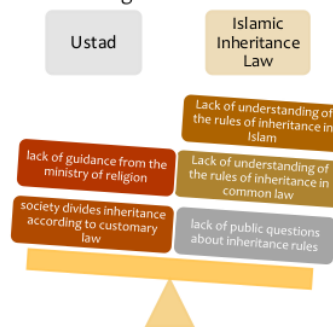 Ustad
Islamic
Inheritance
Law
Lack of understanding of
the rules of inheritance in
Islam
lack of guidance from the
ministry of religion
Lack of understanding of
the rules of inheritance in
common law
society divides inheritance
according to customary
law
lack of public questions
about inheritance rules